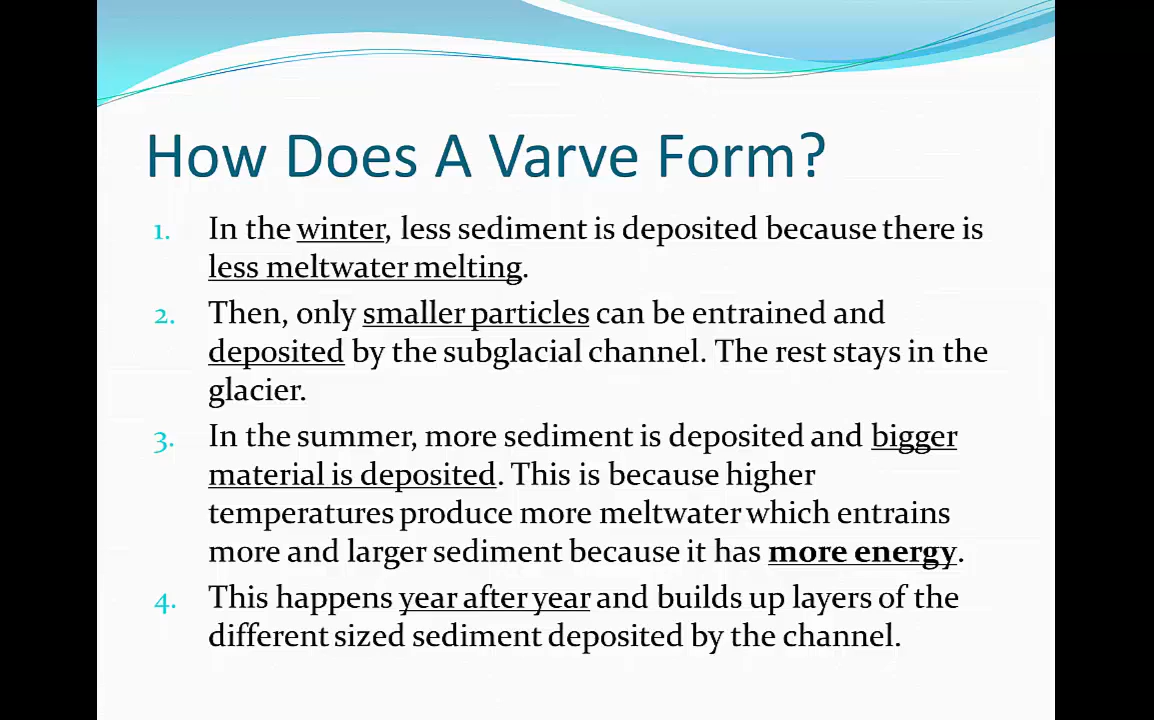 How Does A Varve Form?
1. In the winter, less sediment is deposited because there is
less meltwater melting.
2. Then, only smaller particles can be entrained and
deposited by the subglacial channel. The rest stays in the
glacier.
3. In the summer, more sediment is deposited and bigger
material is deposited. This is because higher
temperatures produce more meltwater which entrains
more and larger sediment because it has more energy.
4. This happens year after year and builds up layers of the
different sized sediment deposited by the channel.